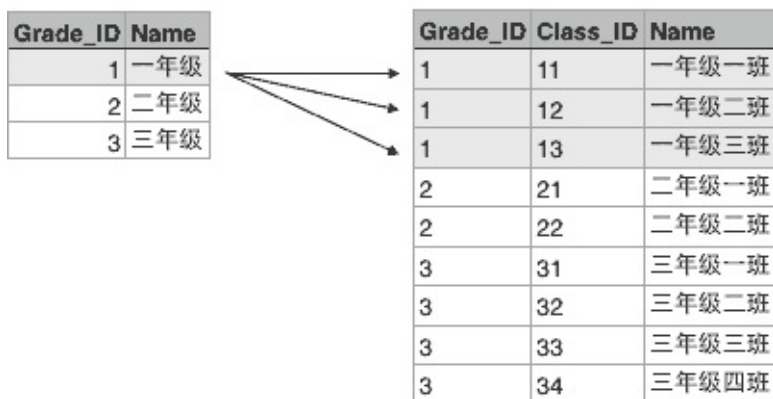 Grade_ID Name
1 一年级
2 二年级
3 三年级
Grade_ID Class_ID Name
1 11 一年级一班
1 12 一年级二班
1 13 一年级三班
2 21 二年级一班
2 22 二年级二班
3 31 三年级一班
3 32 三年级二班
3 33 三年级三班
3 34 三年级四班